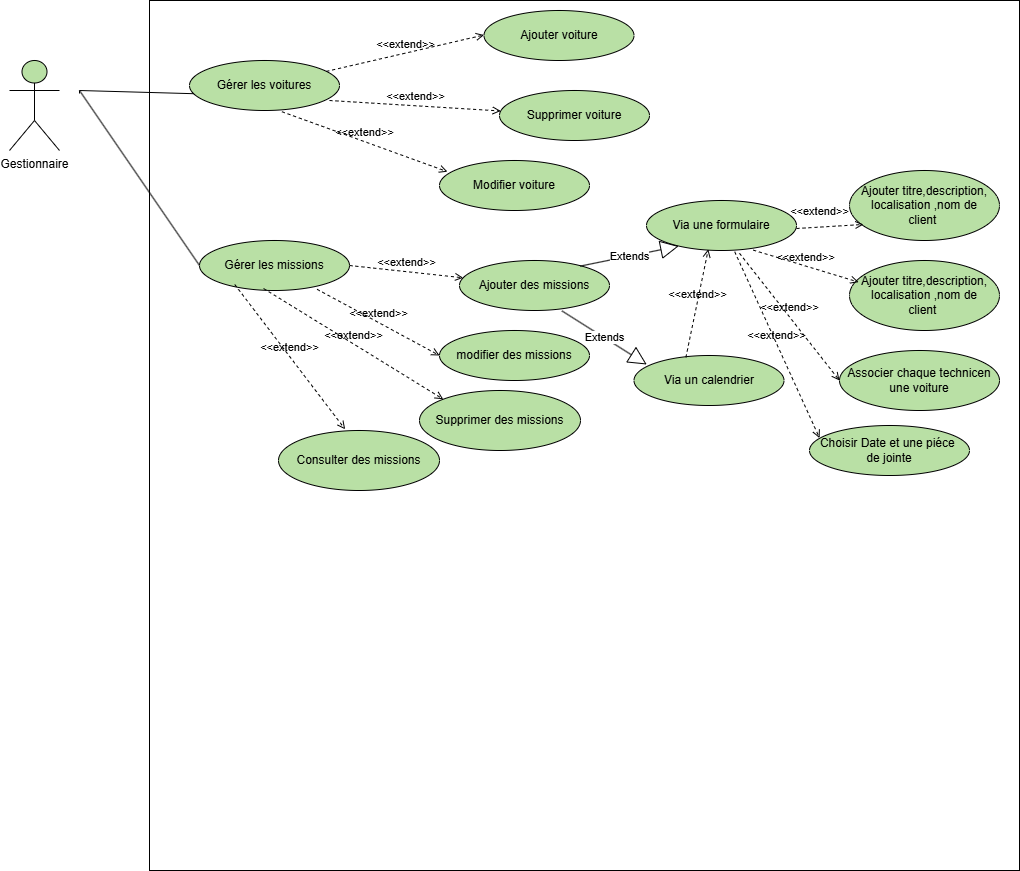 Gestionnaire
Gérer les voitures
<<extend>>
Ajouter voiture
<<extend>>
Supprimer voiture
<<extend>>
Modifier voiture
Gérer les missions
<<extend>>
Ajouter des missions
Extends
Via une formulaire
<<extend>>
Ajouter titre,description,
localisation ,nom de
client
<<extend>>
Ajouter titre,description,
localisation ,nom de
client
<<extend>>
<<extend>>
Associer chaque technicen
une voiture
<<extend>>
Choisir Date et une piéce
de jointe
Extends
Via un calendrier
<<extend>>
modifier des missions
<<extend>>
Supprimer des missions
<<extend>>
Consulter des missions